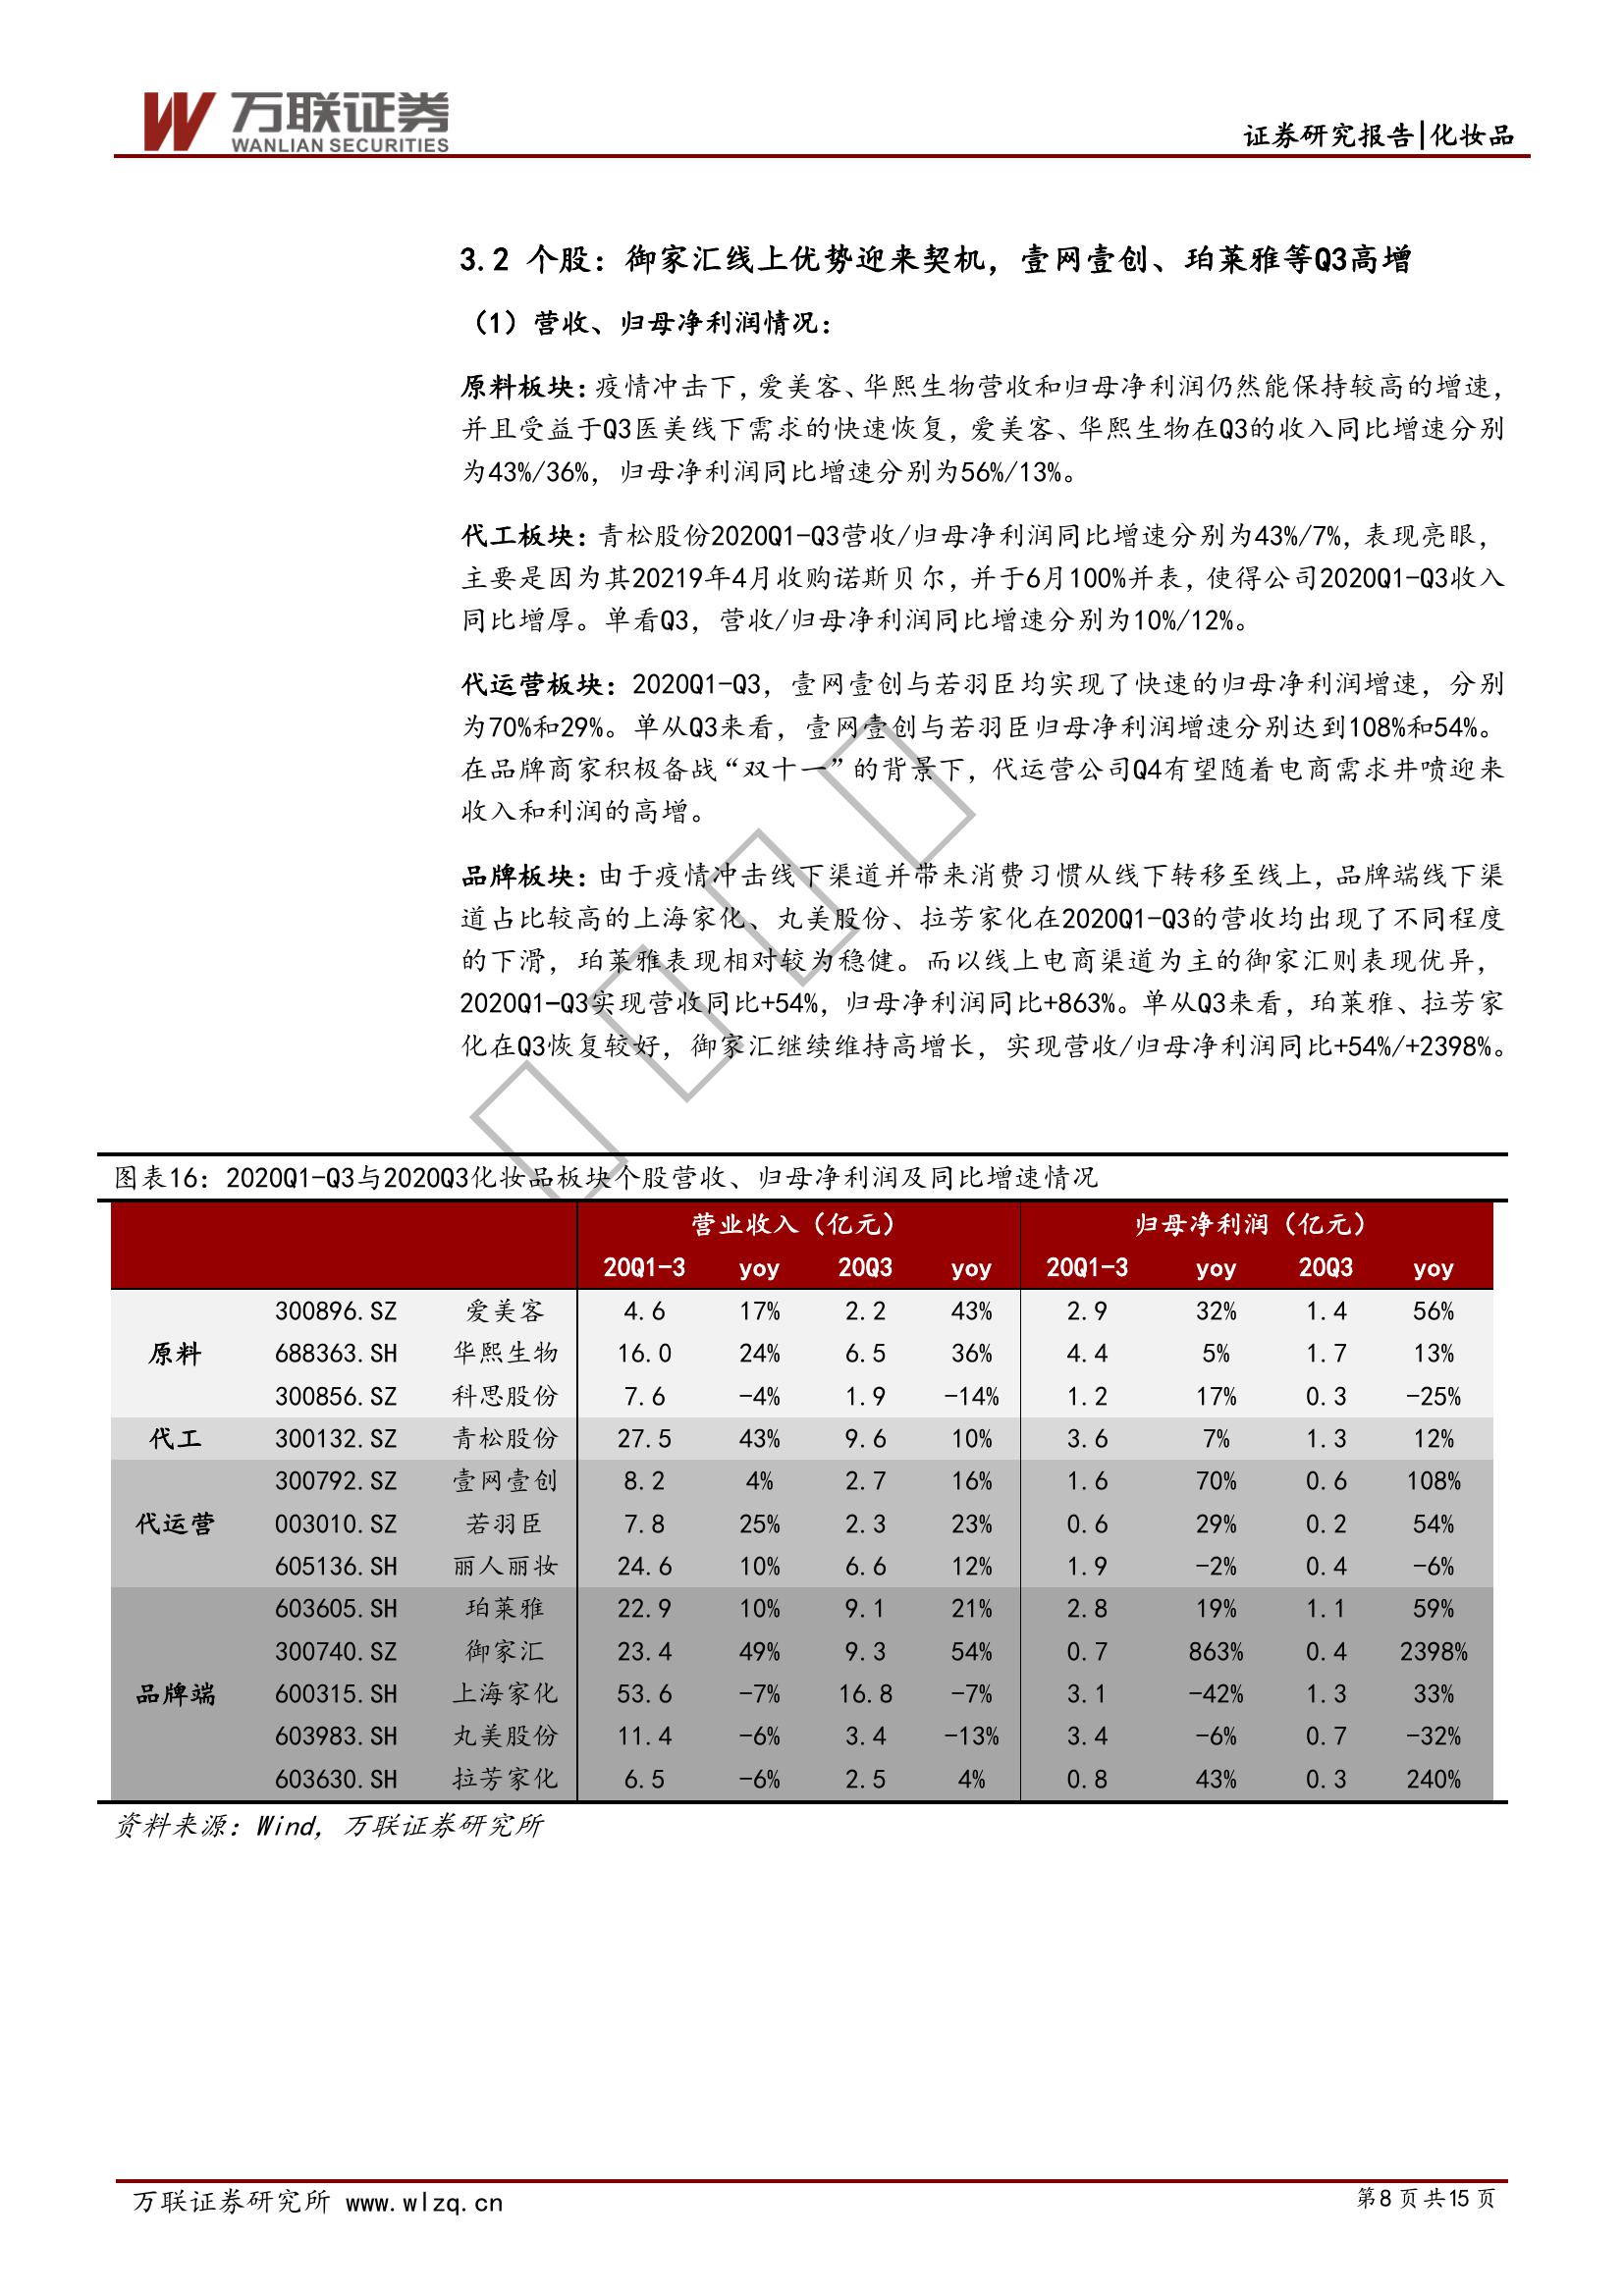 万联证券
WANLIAN SECURITIES
证券研究报告|化妆品
3.2 个股：御家汇线上优势迎来契机，壹网壹创、珀莱雅等Q3高增
（1）营收、归母净利润情况：
原料板块：疫情冲击下，爱美客、华熙生物营收和归母净利润仍然能保持较高的增速，
并且受益于Q3医美线下需求的快速恢复，爱美客、华熙生物在Q3的收入同比增速分别
为43%/36%，归母净利润同比增速分别为56%/13%。
代工板块：青松股份2020Q1-Q3营收/归母净利润同比增速分别为43%/7%，表现亮眼，
主要是因为其20219年4月收购诺斯贝尔，并于6月100%并表，使得公司2020Q1-Q3收入
同比增厚。单看Q3，营收/归母净利润同比增速分别为10%/12%。
代运营板块：2020Q1-Q3，壹网壹创与若羽臣均实现了快速的归母净利润增速，分别
为70%和29%。单从Q3来看，壹网壹创与若羽臣归母净利润增速分别达到108%和54%。
在品牌商家积极备战“双十一”的背景下，代运营公司Q4有望随着电商需求井喷迎来
收入和利润的高增。
品牌板块：由于疫情冲击线下渠道并带来消费习惯从线下转移至线上，品牌端线下渠
道占比较高的上海家化、丸美股份、拉芳家化在2020Q1-Q3的营收均出现了不同程度
的下滑，珀莱雅表现相对较为稳健。而以线上电商渠道为主的御家汇则表现优异，
2020Q1-Q3实现营收同比+54%，归母净利润同比+863%。单从Q3来看，珀莱雅、拉芳家
化在Q3恢复较好，御家汇继续维持高增长，实现营收/归母净利润同比+54%/+2398%。
图表16：2020Q1-Q3与2020Q3化妆品板块个股营收、归母净利润及同比增速情况
营业收入（亿元） 归母净利润（亿元）
20Q1-3 yoy 20Q3 yoy 20Q1-3 yoy 20Q3 yoy
300896.SZ 爱美客 4.6 17% 2.2 43% 2.9 32% 1.4 56%
原料 688363.SH 华熙生物 16.0 24% 6.5 36% 4.4 5% 1.7 13%
300856.SZ 科思股份 7.6 -4% 1.9 -14% 1.2 17% 0.3 -25%
代工 300132.SZ 青松股份 27.5 43% 9.6 10% 3.6 7% 1.3 12%
300792.SZ 壹网壹创 8.2 4% 2.7 16% 1.6 70% 0.6 108%
代运营 003010.SZ 若羽臣 7.8 25% 2.3 23% 0.6 29% 0.2 54%
605136.SH 丽人丽妆 24.6 10% 6.6 12% 1.9 -2% 0.4 -6%
603605.SH 珀莱雅 22.9 10% 9.1 21% 2.8 19% 1.1 59%
300740.SZ 御家汇 23.4 49% 9.3 54% 0.7 863% 0.4 2398%
品牌端 600315.SH 上海家化 53.6 -7% 16.8 -7% 3.1 -42% 1.3 33%
603983.SH 丸美股份 11.4 -6% 3.4 -13% 3.4 -6% 0.7 -32%
603630.SH 拉芳家化 6.5 -6% 2.5 4% 0.8 43% 0.3 240%
资料来源：Wind，万联证券研究所
万联证券研究所 www.wlzq.cn 第8页共15页